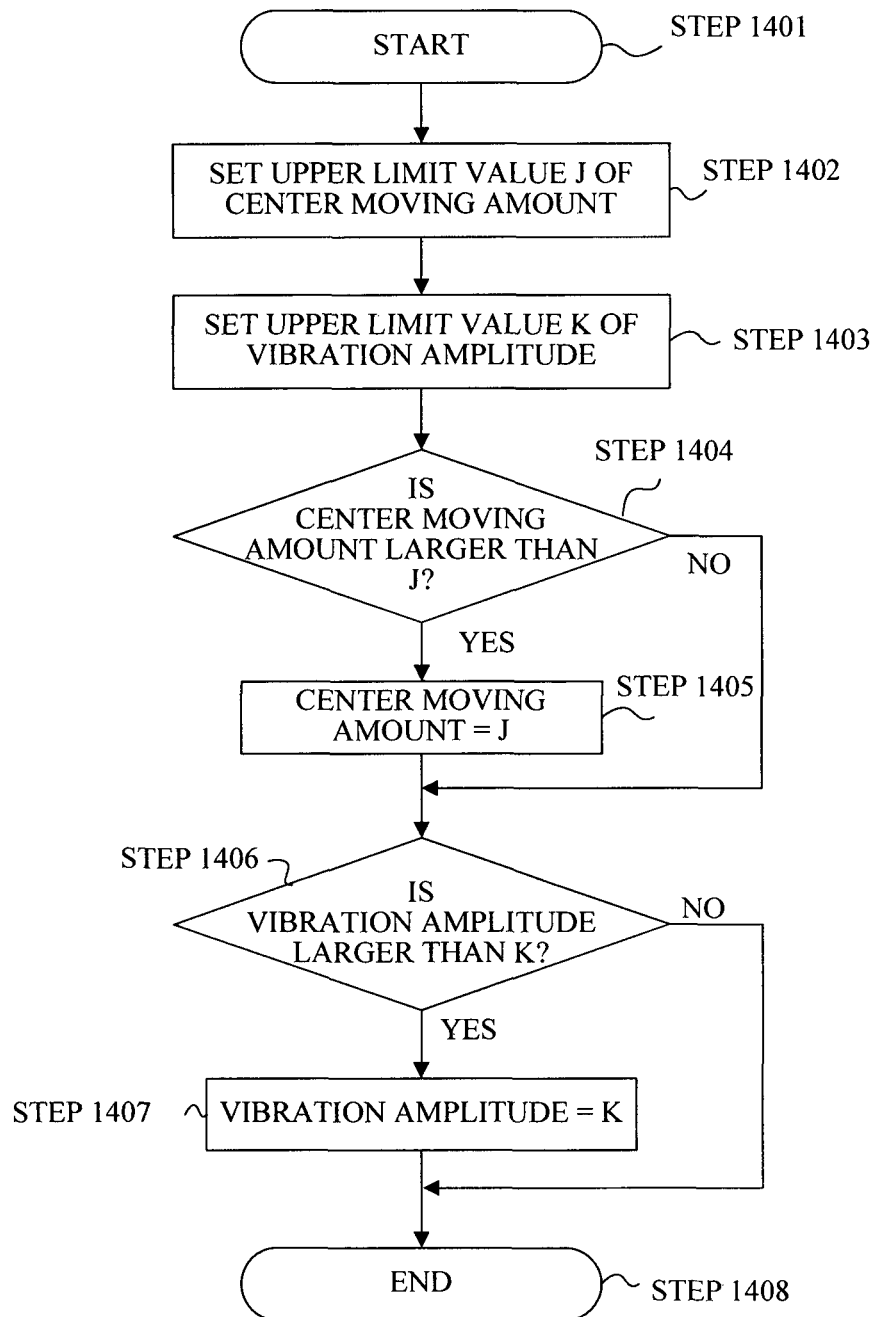 START
STEP 1401
SET UPPER LIMIT VALUE J OF
CENTER MOVING AMOUNT
STEP 1402
SET UPPER LIMIT VALUE K OF
VIBRATION AMPLITUDE
STEP 1403
STEP 1404
IS
CENTER MOVING
AMOUNT LARGER THAN
J?
NO
YES
STEP 1405
CENTER MOVING
AMOUNT = J
STEP 1406
IS
VIBRATION AMPLITUDE
LARGER THAN K?
NO
YES
STEP 1407
VIBRATION AMPLITUDE = K
END
STEP 1408